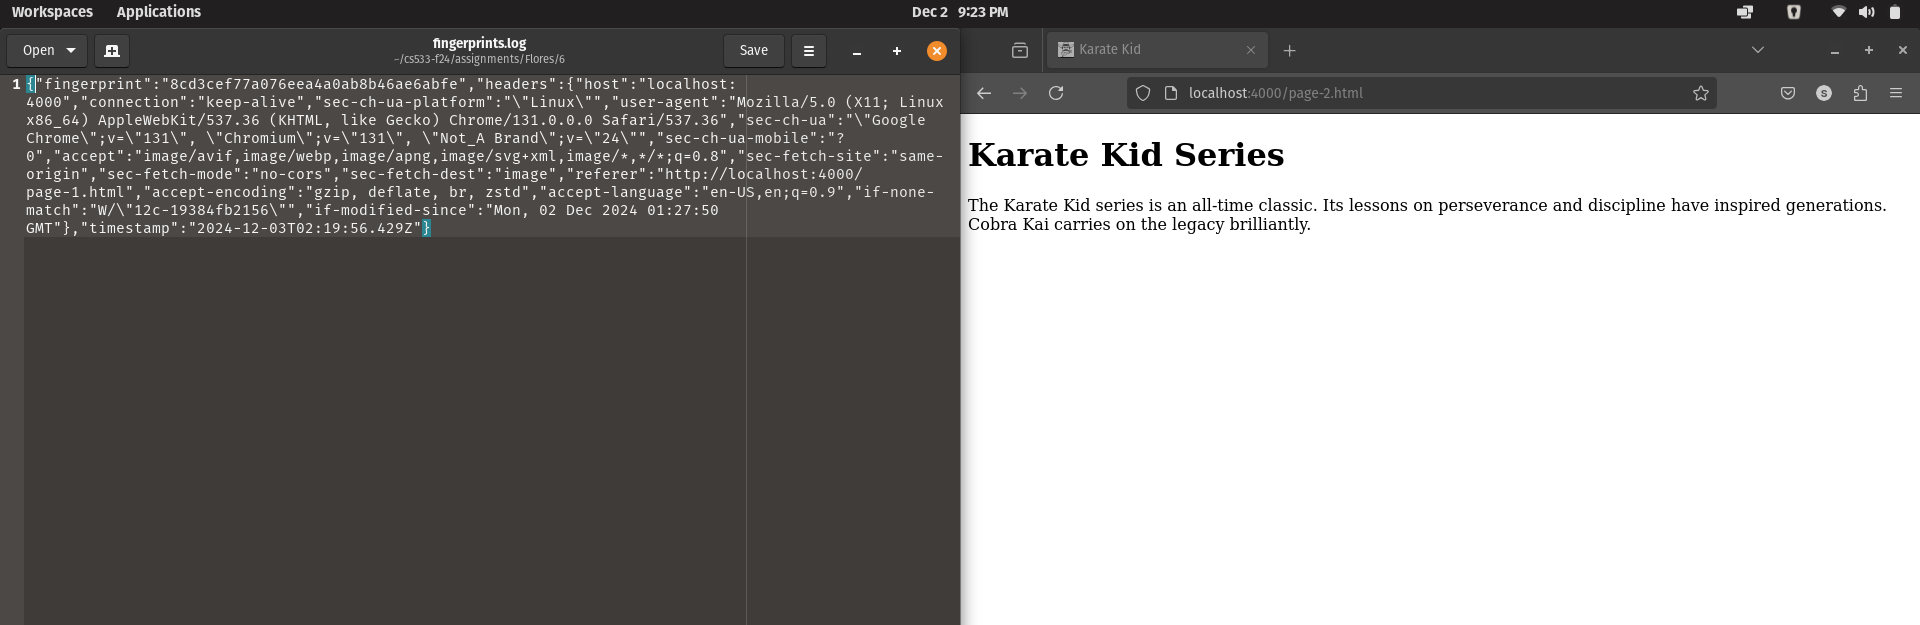 Workspaces Applications Dec 2 9:23 PM
Open fingerprints.log Save
~/cs533-f24/assignments/Flores/6
1 {"fingerprint":"8cd3cef77a076eea4a0ab8b46ae6abfe","headers":{"host":"localhost:
4000","connection":"keep-alive","sec-ch-ua-platform":"\"Linux\"","user-agent":"Mozilla/5.0 (X11; Linux
x86_64) AppleWebKit/537.36 (KHTML, like Gecko) Chrome/131.0.0.0 Safari/537.36","sec-ch-ua":"\"Google
Chrome\";v=\"131\", \"Chromium\";v=\"131\", \"Not_A Brand\";v=\"24\"","sec-ch-ua-mobile":"?
0","accept":"image/avif,image/webp,image/apng,image/svg+xml,image/*,*/*;q=0.8","sec-fetch-site":"same-
origin","sec-fetch-mode":"no-cors","sec-fetch-dest":"image","referer":"http://localhost:4000/
page-1.html","accept-encoding":"gzip, deflate, br, zstd","accept-language":"en-US,en;q=0.9","if-none-
match":"W/\"12c-19384fb2156\"","if-modified-since":"Mon, 02 Dec 2024 01:27:50
GMT"},"timestamp":"2024-12-03T02:19:56.429Z"}
Karate Kid
localhost:4000/page-2.html
S
Karate Kid Series
The Karate Kid series is an all-time classic. Its lessons on perseverance and discipline have inspired generations.
Cobra Kai carries on the legacy brilliantly.